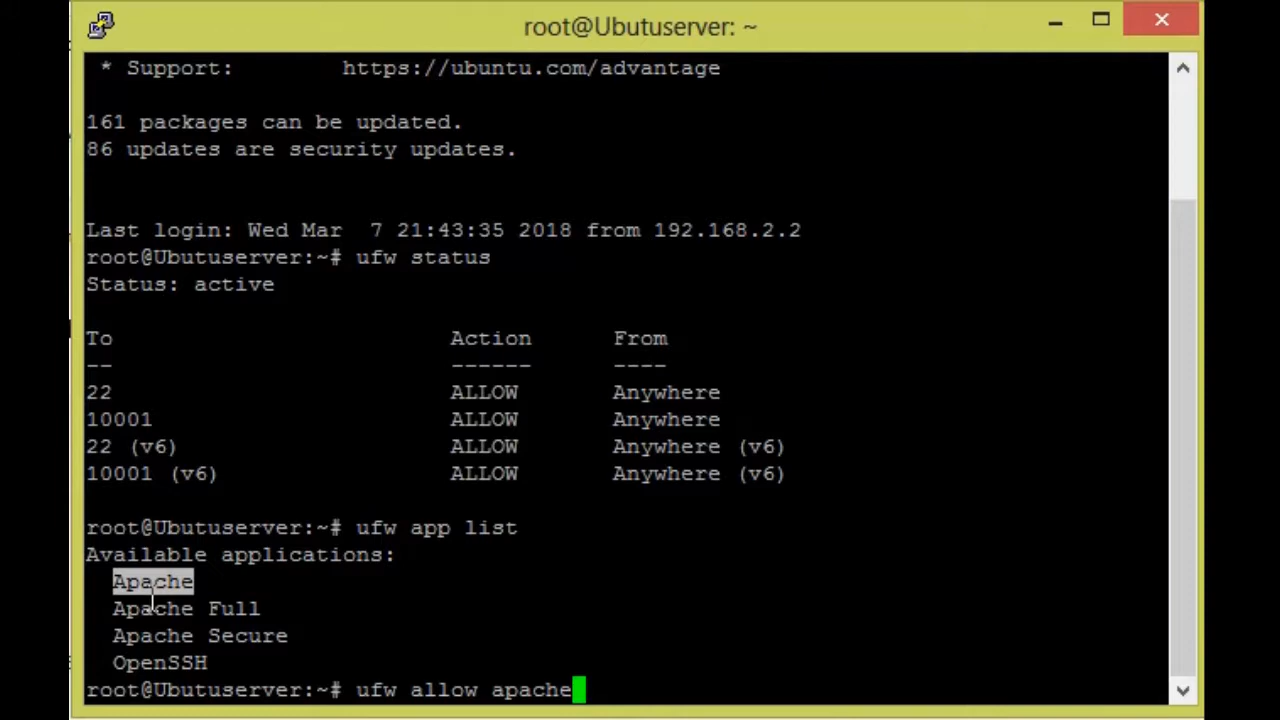 root@Ubutuserver: ~
* Support: https://ubuntu.com/advantage
161 packages can be updated.
86 updates are security updates.
Last login: Wed Mar  7 21:43:35 2018 from 192.168.2.2
root@Ubutuserver:~# ufw status
Status: active
To Action From
-- ------ ----
22 ALLOW Anywhere
10001 ALLOW Anywhere
22 (v6) ALLOW Anywhere (v6)
10001 (v6) ALLOW Anywhere (v6)
root@Ubutuserver:~# ufw app list
Available applications:
Apache
Apache Full
Apache Secure
OpenSSH
root@Ubutuserver:~# ufw allow apache